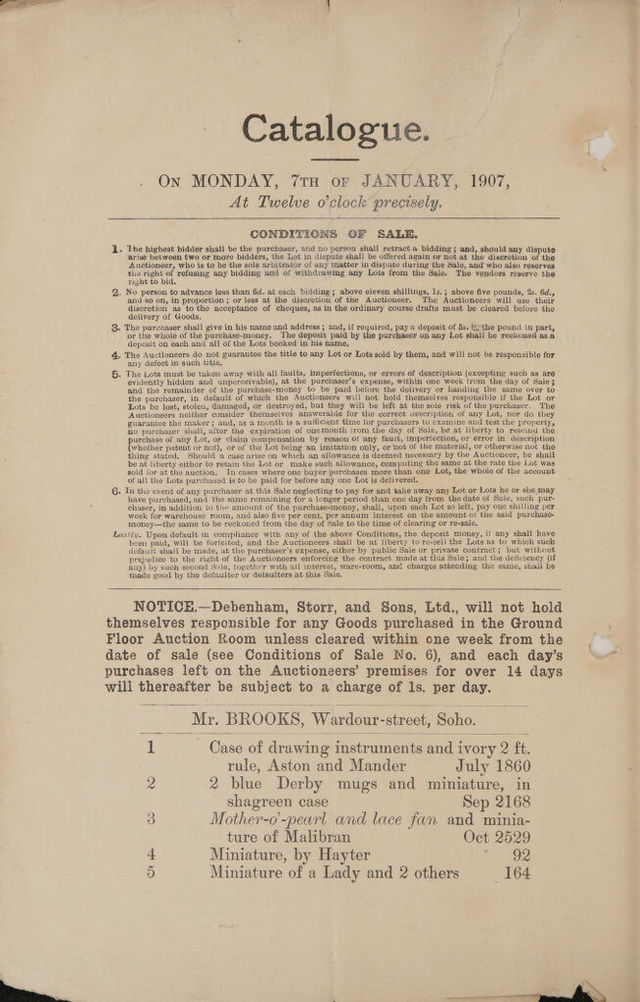 Catalogue.
On MONDAY, 7th of JANUARY, 1907,
At Twelve o'clock precisely.
CONDITIONS OF SALE.
1. The highest bidder shall be the purchaser, and no person shall retract a bidding; and, should any dispute
arise between two or more bidders, the Lot in dispute shall be offered again or not at the discretion of the
Auctioneer, who is to be the sole arbitrator of any matter in dispute during the Sale, and who also reserves
the right of refusing any bidding and of withdrawing any Lots from the Sale. The vendors reserve the
right to bid.
2. No person to advance less than 6d. at each bidding; above eleven shillings, 1s.; above five pounds, 2s. 6d.,
and so on, in proportion; or less at the discretion of the Auctioneer. The Auctioneers will use their
discretion as to the acceptance of cheques, as in the ordinary course drafts must be cleared before the
delivery of Goods.
3. The purchaser shall give in his name and address; and, if required, pay a deposit of 5s. the pound in part,
or the whole of the purchase-money. The deposit paid by the purchaser on any Lot shall be reckoned as a
deposit on each and all of the Lots booked in his name.
4. The Auctioneers do not guarantee the title to any Lot or Lots sold by them, and will not be responsible for
any defect in such title.
5. The Lots must be taken away with all faults, imperfections, or errors of description (excepting such as are
evidently hidden and unperceivable), at the purchaser's expense, within one week from the day of Sale;
and the remainder of the purchase-money to be paid before the delivery or handing the same over to
the purchaser, in default of which the Auctioneers will not hold themselves responsible if the Lot or
Lots be lost, stolen, damaged, or destroyed, but they will be left at the sole risk of the purchaser. The
Auctioneers neither consider themselves answerable for the correct description of any Lot, nor do they
guarantee the maker; and, as a month is a sufficient time for purchasers to examine and test the property,
no purchaser shall, after the expiration of one month from the day of Sale, be at liberty to rescind the
purchase of any Lot, or claim compensation by reason of any fault, imperfection, or error in description
(whether patent or not), or of the Lot being an imitation only, or not of the material, or otherwise not the
thing stated. Should a case arise on which an allowance is deemed necessary by the Auctioneer, he shall
be at liberty either to retain the Lot or make such allowance, computing the same at the rate the Lot was
sold for at the auction. In cases where one buyer purchases more than one Lot, the whole of the account
of all the Lots purchased is to be paid for before any one Lot is delivered.
6. In the event of any purchaser at this Sale neglecting to pay for and take away any Lot or Lots he or she may
have purchased, and the same remaining for a longer period than one day from the date of Sale, such pur-
chaser, in addition to the amount of the purchase-money, shall, upon each Lot so left, pay one shilling per
week for warehouse room, and also five per cent. per annum interest on the amount of the said purchase-
money—the same to be reckoned from the day of Sale to the time of clearing or re-sale.
Lastly. Upon default in compliance with any of the above Conditions, the deposit money, if any shall have
been paid, will be forfeited, and the Auctioneers shall be at liberty to re-sell the Lots as to which such
default shall be made, at the purchaser's expense, either by public Sale or private contract; but without
prejudice to the right of the Auctioneers enforcing the contract made at this Sale; and the deficiency (if
any) by such second Sale, together with all interest, ware-room, and charges attending the same, shall be
made good by the defaulter or defaulters at this Sale.
NOTICE.—Debenham, Storr, and Sons, Ltd., will not hold
themselves responsible for any Goods purchased in the Ground
Floor Auction Room unless cleared within one week from the
date of sale (see Conditions of Sale No. 6), and each day's
purchases left on the Auctioneers' premises for over 14 days
will thereafter be subject to a charge of 1s. per day.
Mr. BROOKS, Wardour-street, Soho.
1 Case of drawing instruments and ivory 2 ft.
rule, Aston and Mander July 1860
2 2 blue Derby mugs and miniature, in
shagreen case Sep 2168
3 Mother-o'-pearl and lace fan and minia-
ture of Malibran Oct 2529
4 Miniature, by Hayter " 92
5 Miniature of a Lady and 2 others 164